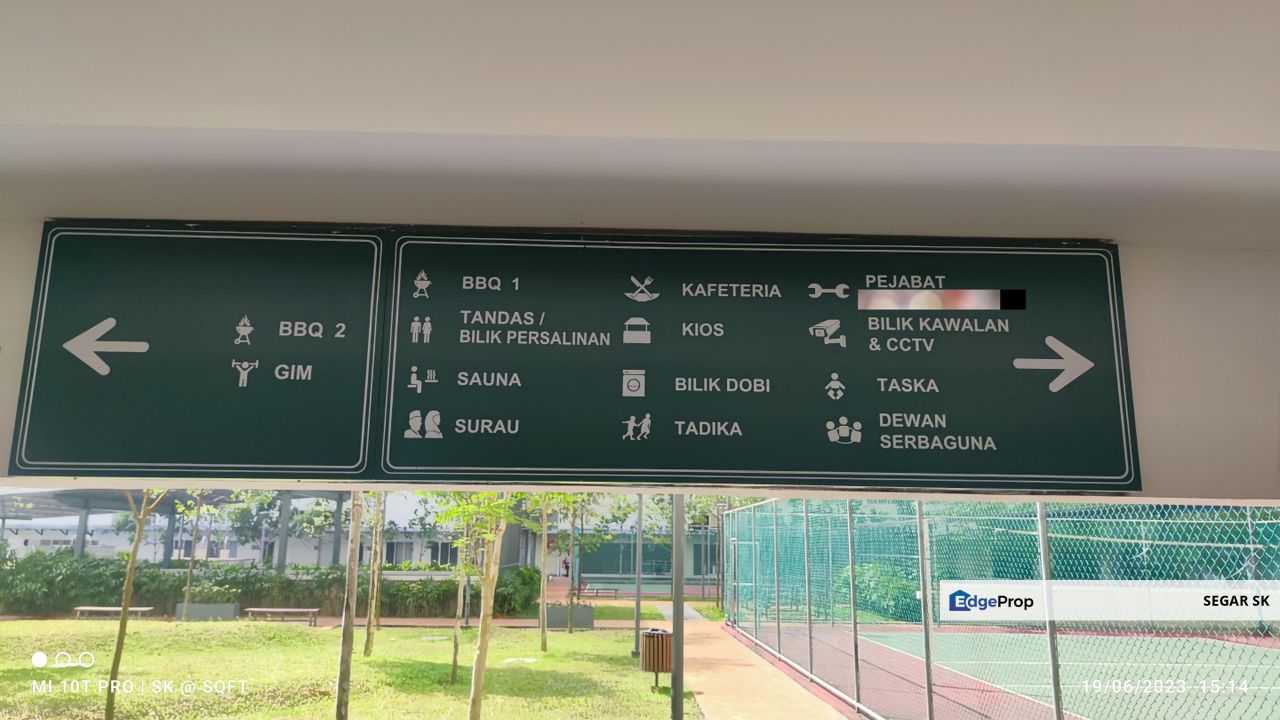 BBQ 2
GIM
BBQ 1
TANDAS /
BILIK PERSALINAN
SAUNA
SURAU
KAFETERIA
KIOS
BILIK DOBI
TADIKA
PEJABAT
BILIK KAWALAN
& CCTV
TASKA
DEWAN
SERBAGUNA
EdgeProp
SEGAR SK
MI 10T PRO | SK @ SQFT
19/06/2023 15:14